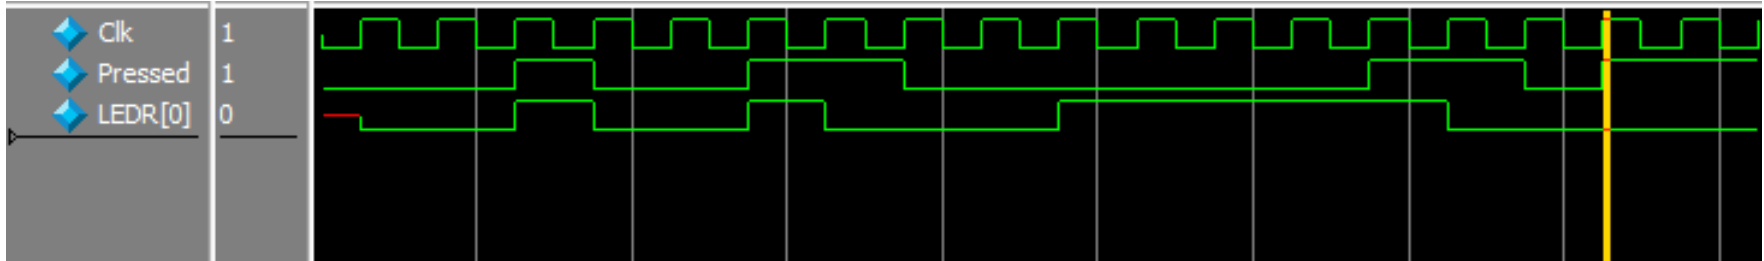 Clk 1
Pressed 1
LEDR[0] 0